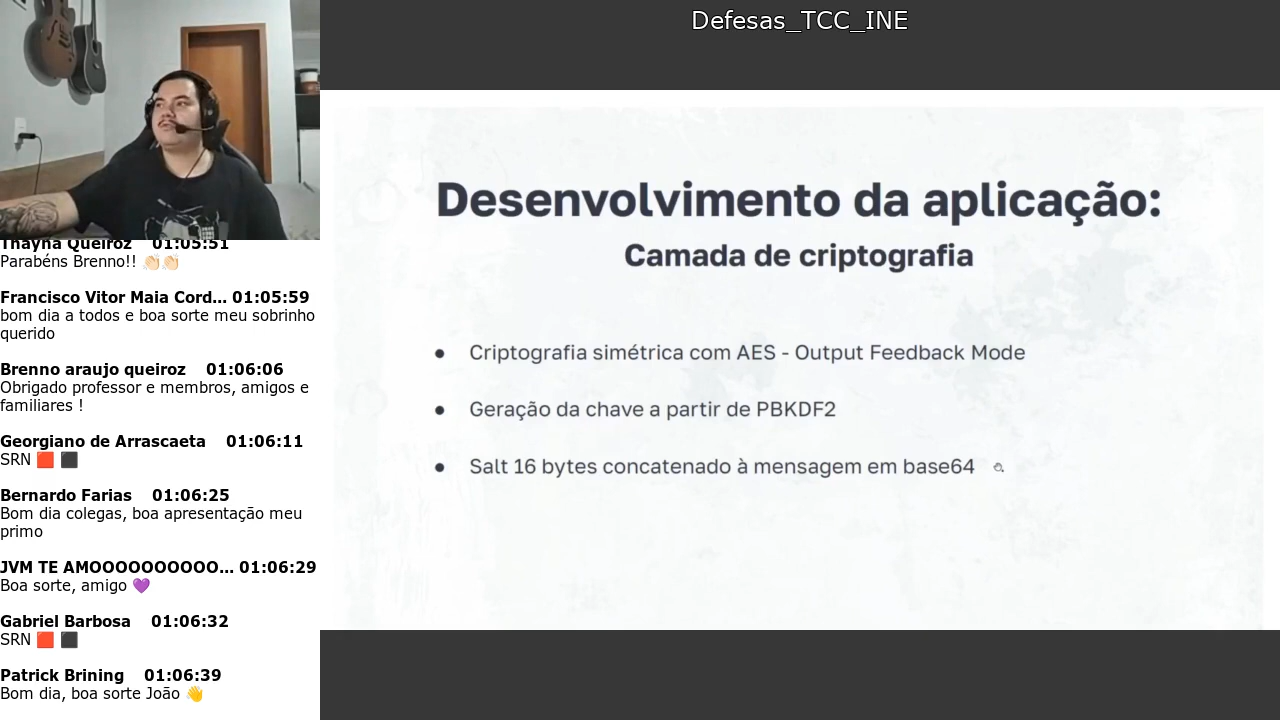 Defesas_TCC_INE
Thayna Queiroz 01:05:51
Parabéns Brenno!! 👏🏻👏🏻
Francisco Vitor Maia Cord... 01:05:59
bom dia a todos e boa sorte meu sobrinho
querido
Brenno araujo queiroz 01:06:06
Obrigado professor e membros, amigos e
familiares !
Georgiano de Arrascaeta 01:06:11
SRN 🟥 ⬛
Bernardo Farias 01:06:25
Bom dia colegas, boa apresentação meu
primo
JVM TE AMOOOOOOOOOO... 01:06:29
Boa sorte, amigo 💜
Gabriel Barbosa 01:06:32
SRN 🟥 ⬛
Patrick Brining 01:06:39
Bom dia, boa sorte João 👋
Desenvolvimento da aplicação:
Camada de criptografia
● Criptografia simétrica com AES - Output Feedback Mode
● Geração da chave a partir de PBKDF2
● Salt 16 bytes concatenado à mensagem em base64